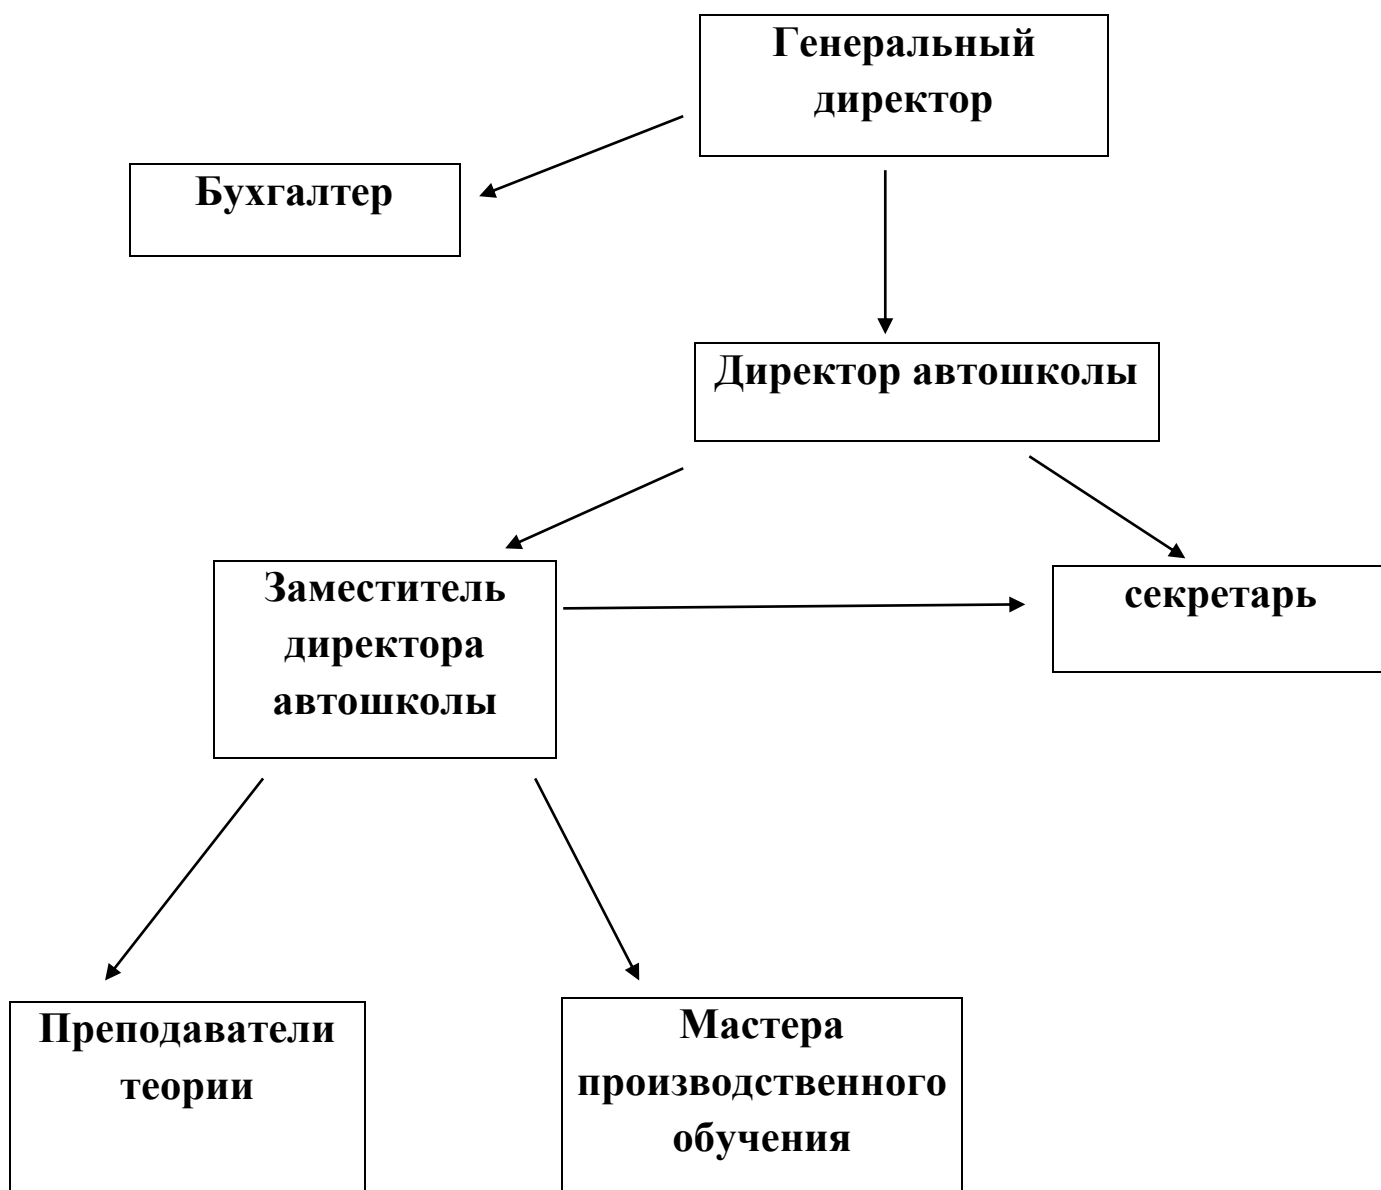 Генеральный
директор
Бухгалтер
Директор автошколы
Заместитель
директора
автошколы
секретарь
Преподаватели
теории
Мастера
производственного
обучения